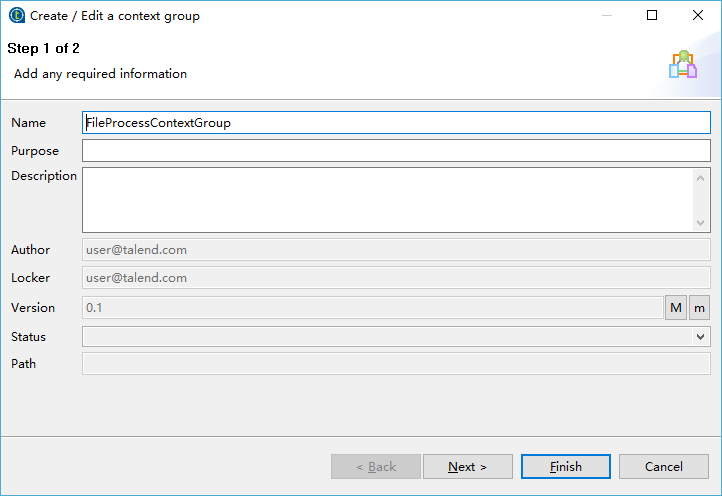 Create / Edit a context group
Step 1 of 2
Add any required information
Name FileProcessContextGroup
Purpose
Description
Author user@talend.com
Locker user@talend.com
Version 0.1 M m
Status
Path
< Back Next > Finish Cancel